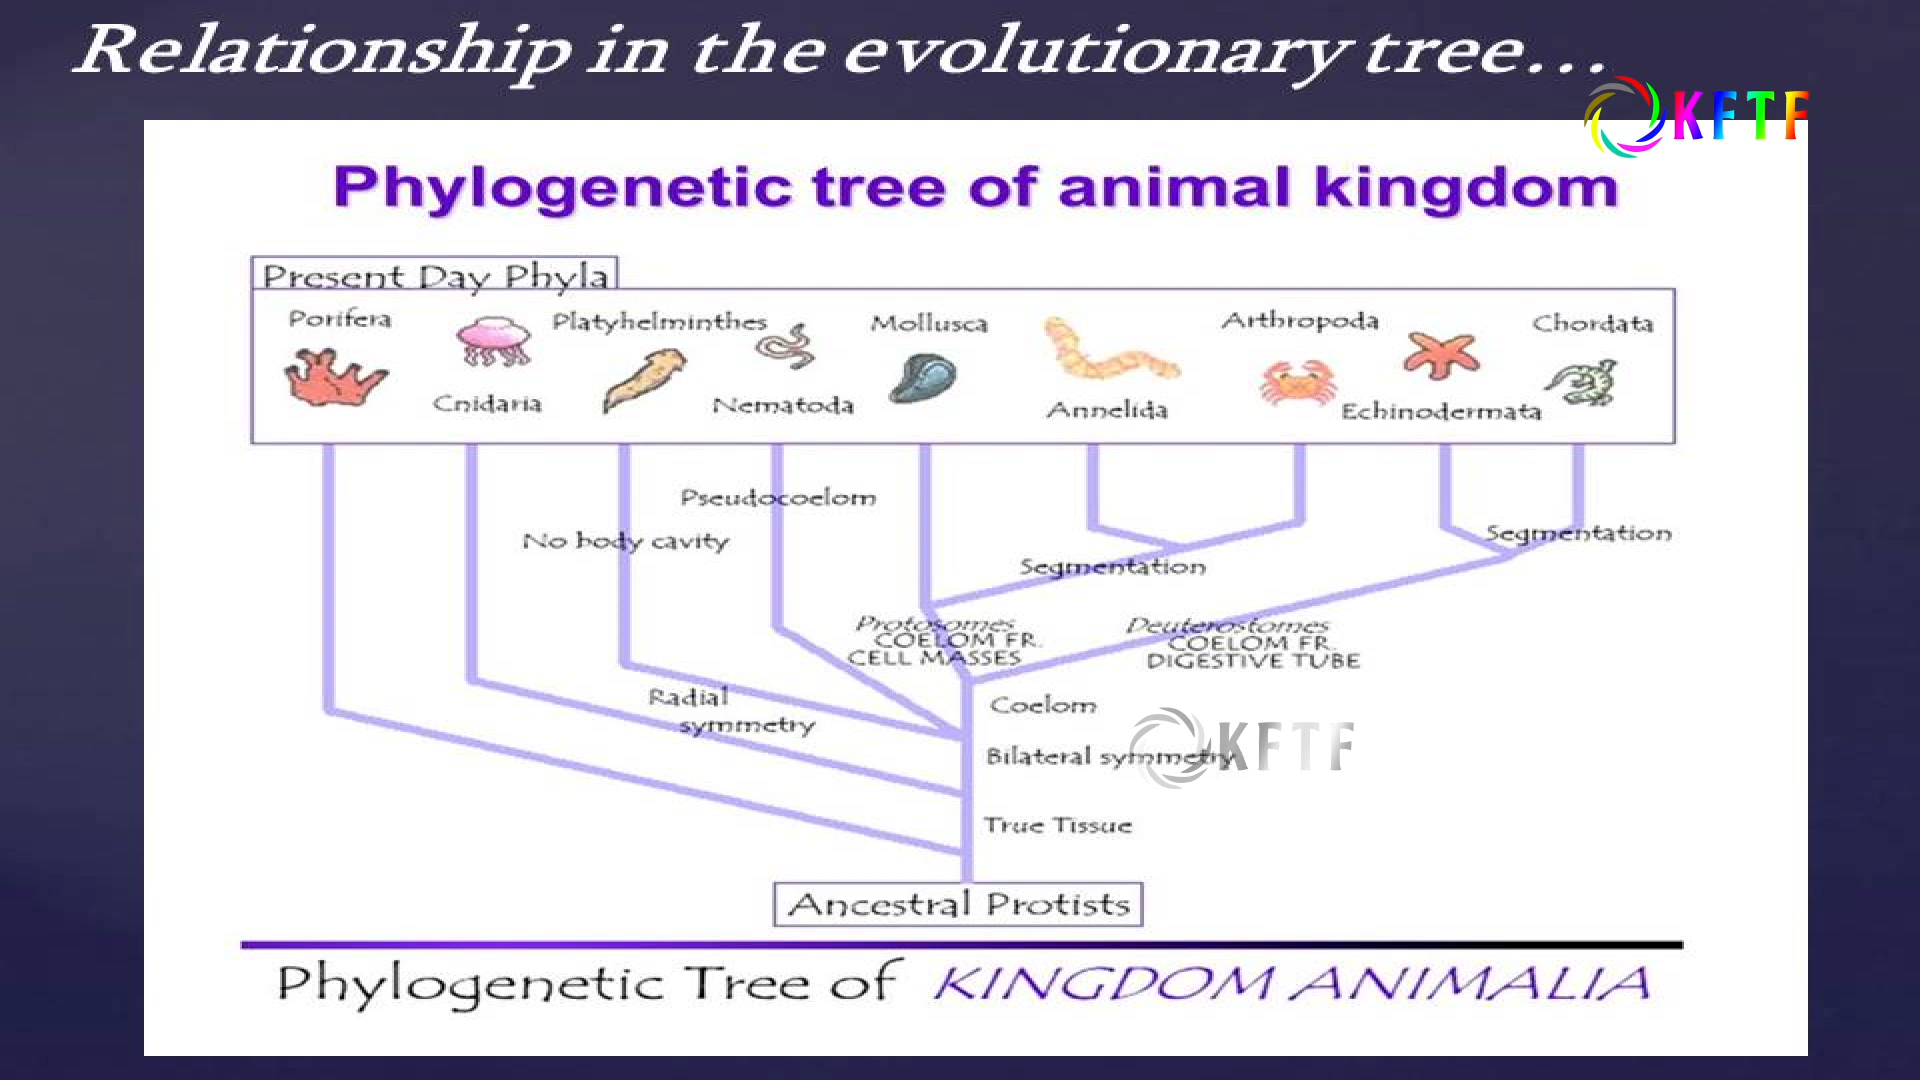 Relationship in the evolutionary tree...
KFTF
Phylogenetic tree of animal kingdom
Present Day Phyla
Porifera
Cnidaria
Platyhelminthes
Nematoda
Mollusca
Annelida
Arthropoda
Echinodermata
Chordata
Pseudocoelom
No body cavity
Segmentation
Segmentation
Protosomes
COELOM FR.
CELL MASSES
Deuterostomes
COELOM FR.
DIGESTIVE TUBE
Radial
symmetry
Coelom
Bilateral symmetry
KFTF
True Tissue
Ancestral Protists
Phylogenetic Tree of KINGDOM ANIMALIA